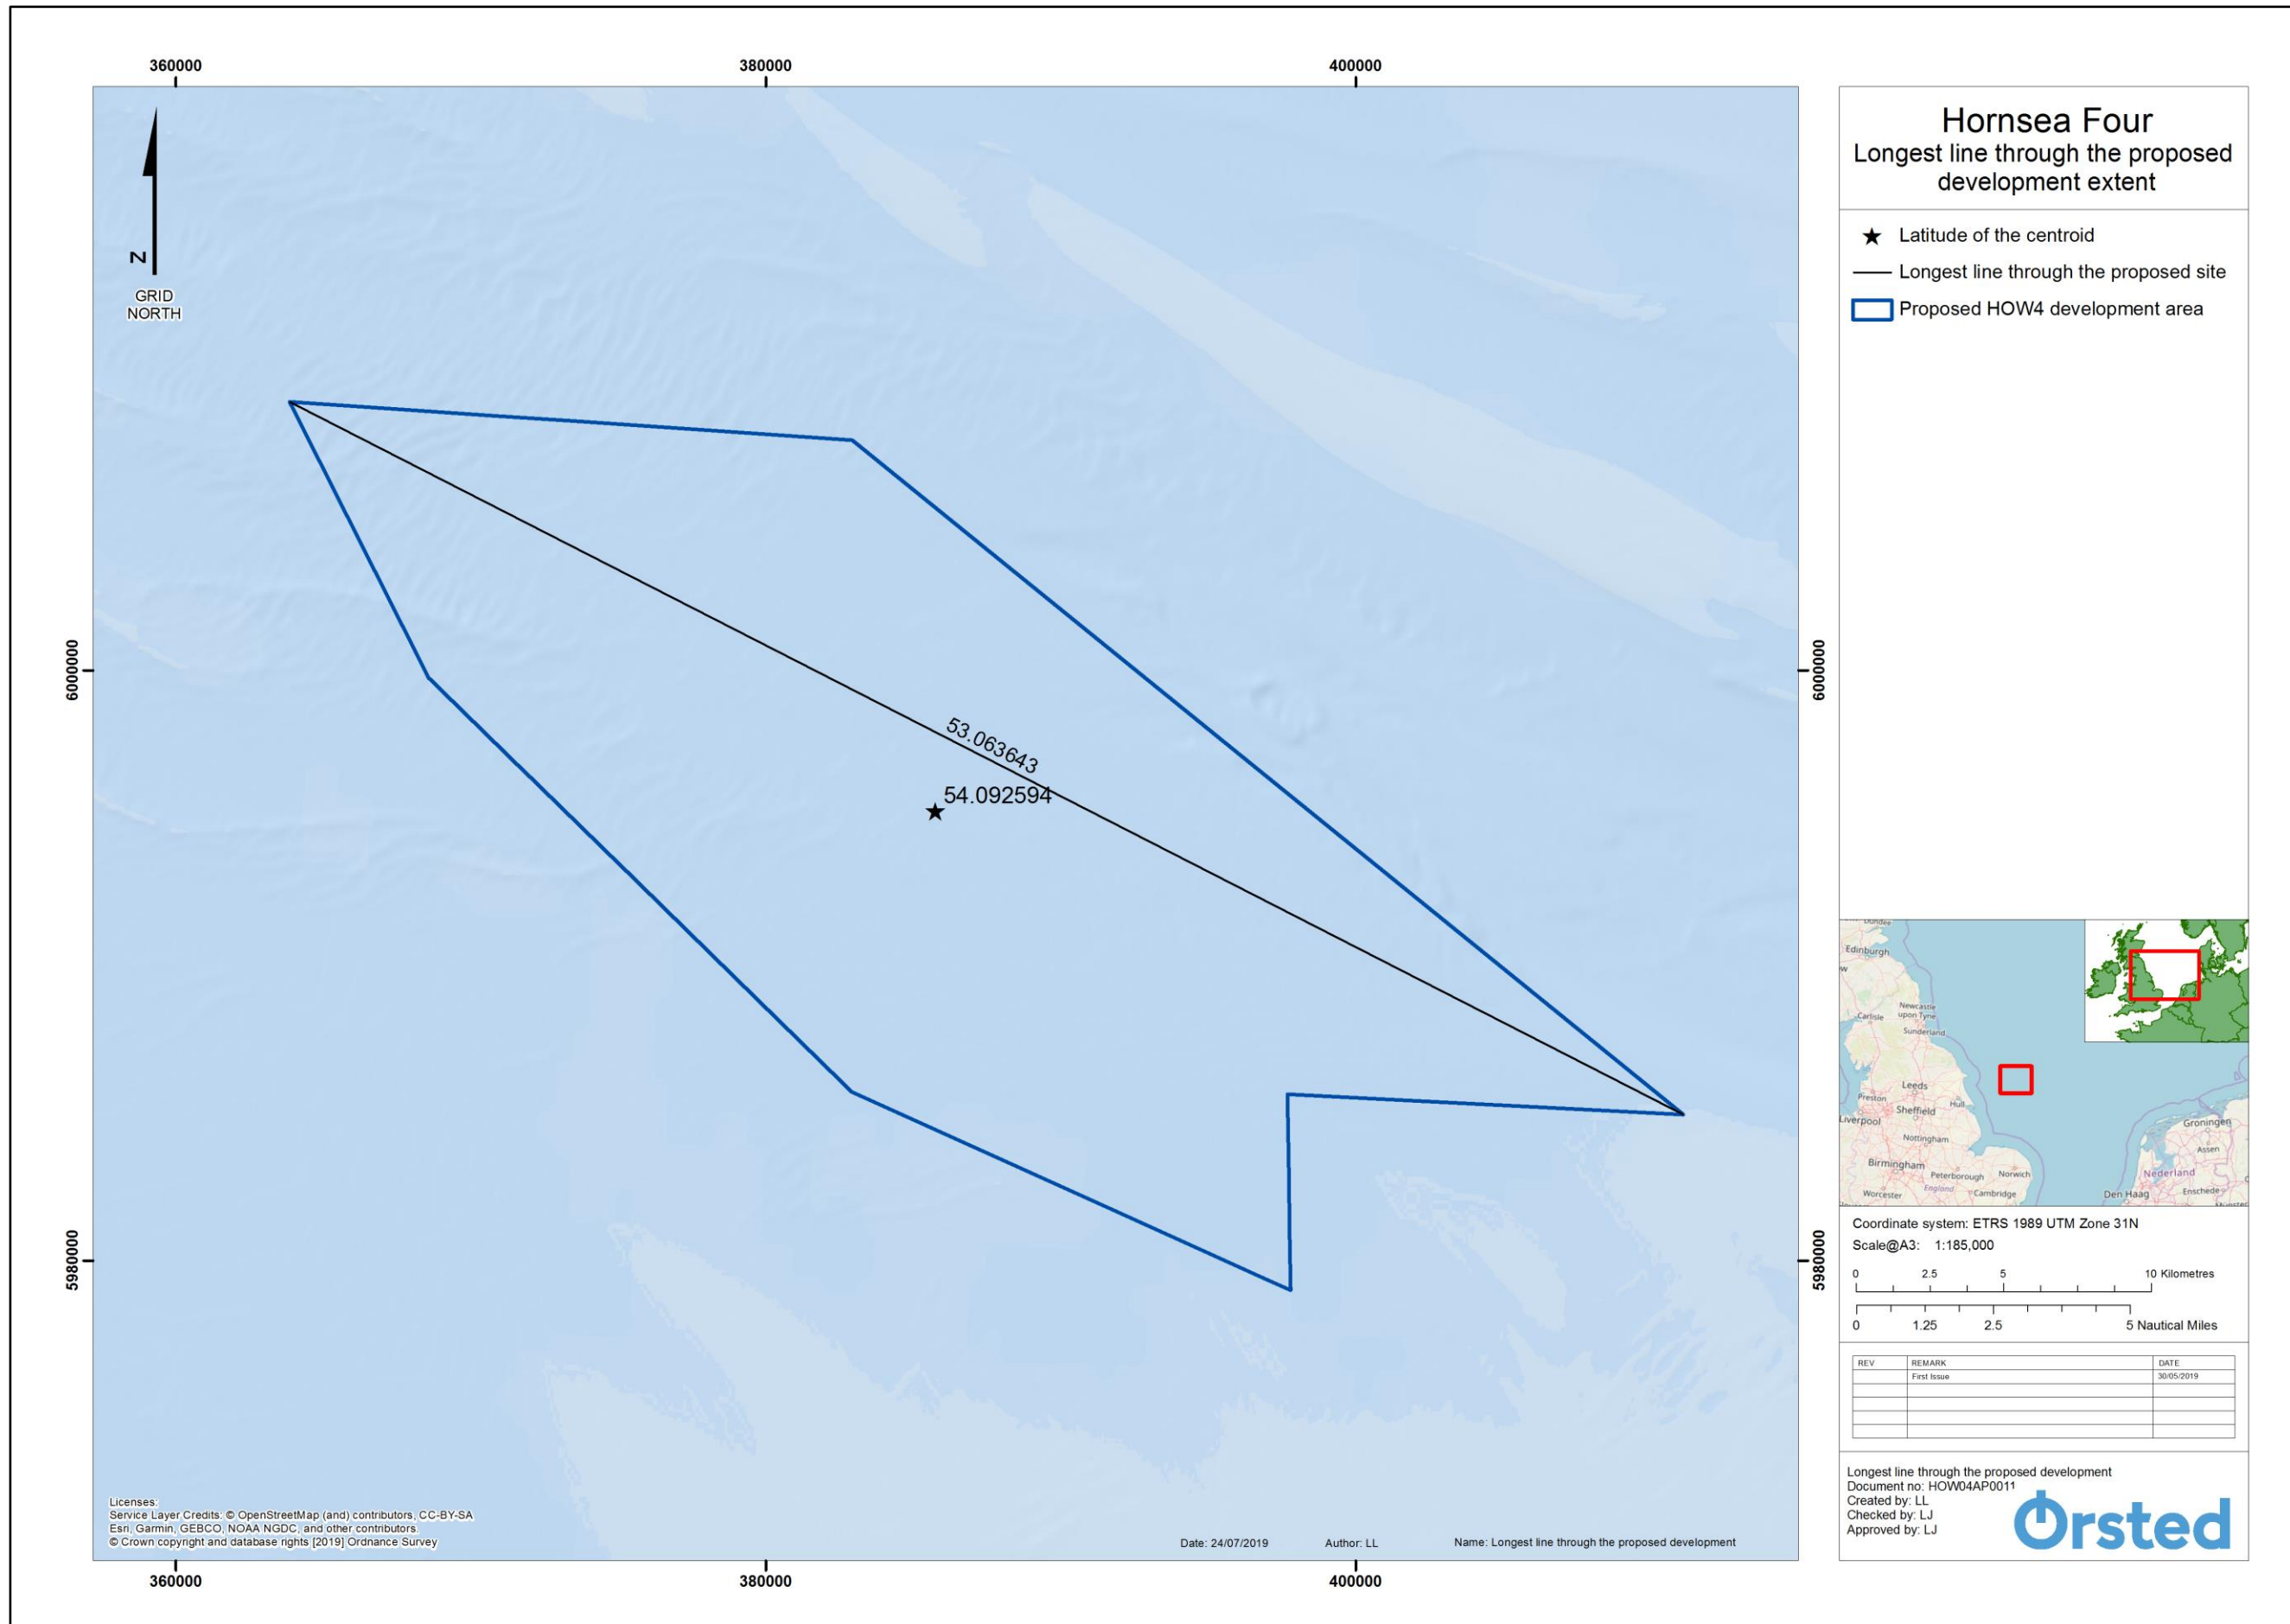 360000
380000
400000
N
GRID
NORTH
6000000
6000000
53.063643
54.092594
5980000
5980000
Licenses:
Service Layer Credits: © OpenStreetMap (and) contributors, CC-BY-SA
Esri, Garmin, GEBCO, NOAA NGDC, and other contributors.
© Crown copyright and database rights [2019] Ordnance Survey
Date: 24/07/2019 Author: LL Name: Longest line through the proposed development
360000
380000
400000
Hornsea Four
Longest line through the proposed
development extent
Latitude of the centroid
Longest line through the proposed site
Proposed HOW4 development area
Dundee
Edinburgh
Newcastle
upon Tyne
Carlisle
Sunderland
Leeds
Preston
Hull
Sheffield
Liverpool
Nottingham
Birmingham
Peterborough
Norwich
England
Worcester
Cambridge
Groningen
Assen
Nederland
Den Haag
Enschede
Coordinate system: ETRS 1989 UTM Zone 31N
Scale@A3: 1:185,000
0 2.5 5 10 Kilometres
0 1.25 2.5 5 Nautical Miles
REV REMARK DATE
First Issue 30/05/2019
Longest line through the proposed development
Document no: HOW04AP0011
Created by: LL
Checked by: LJ
Approved by: LJ
Orsted